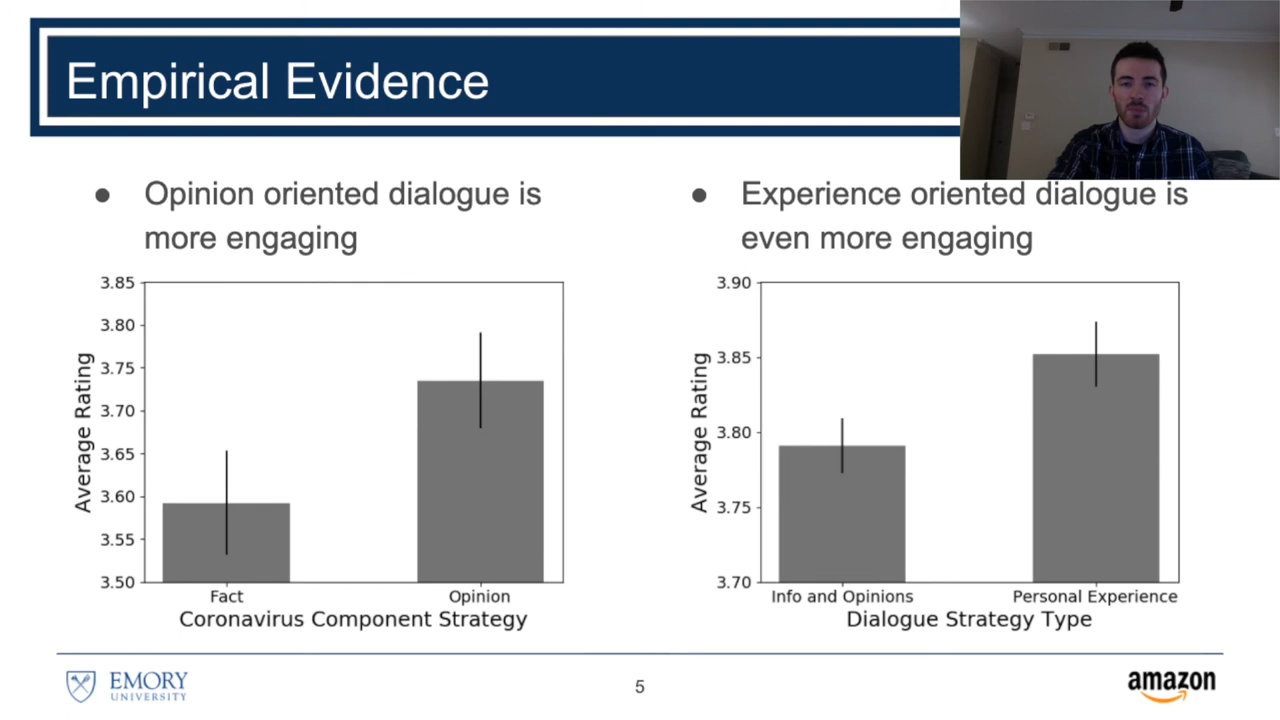 Empirical Evidence
● Opinion oriented dialogue is
more engaging
3.85
3.80
3.75
3.70
3.65
3.60
3.55
3.50
Average Rating
Fact
Opinion
Coronavirus Component Strategy
● Experience oriented dialogue is
even more engaging
3.90
3.85
3.80
3.75
3.70
Average Rating
Info and Opinions
Personal Experience
Dialogue Strategy Type
EMORY
UNIVERSITY
5
amazon